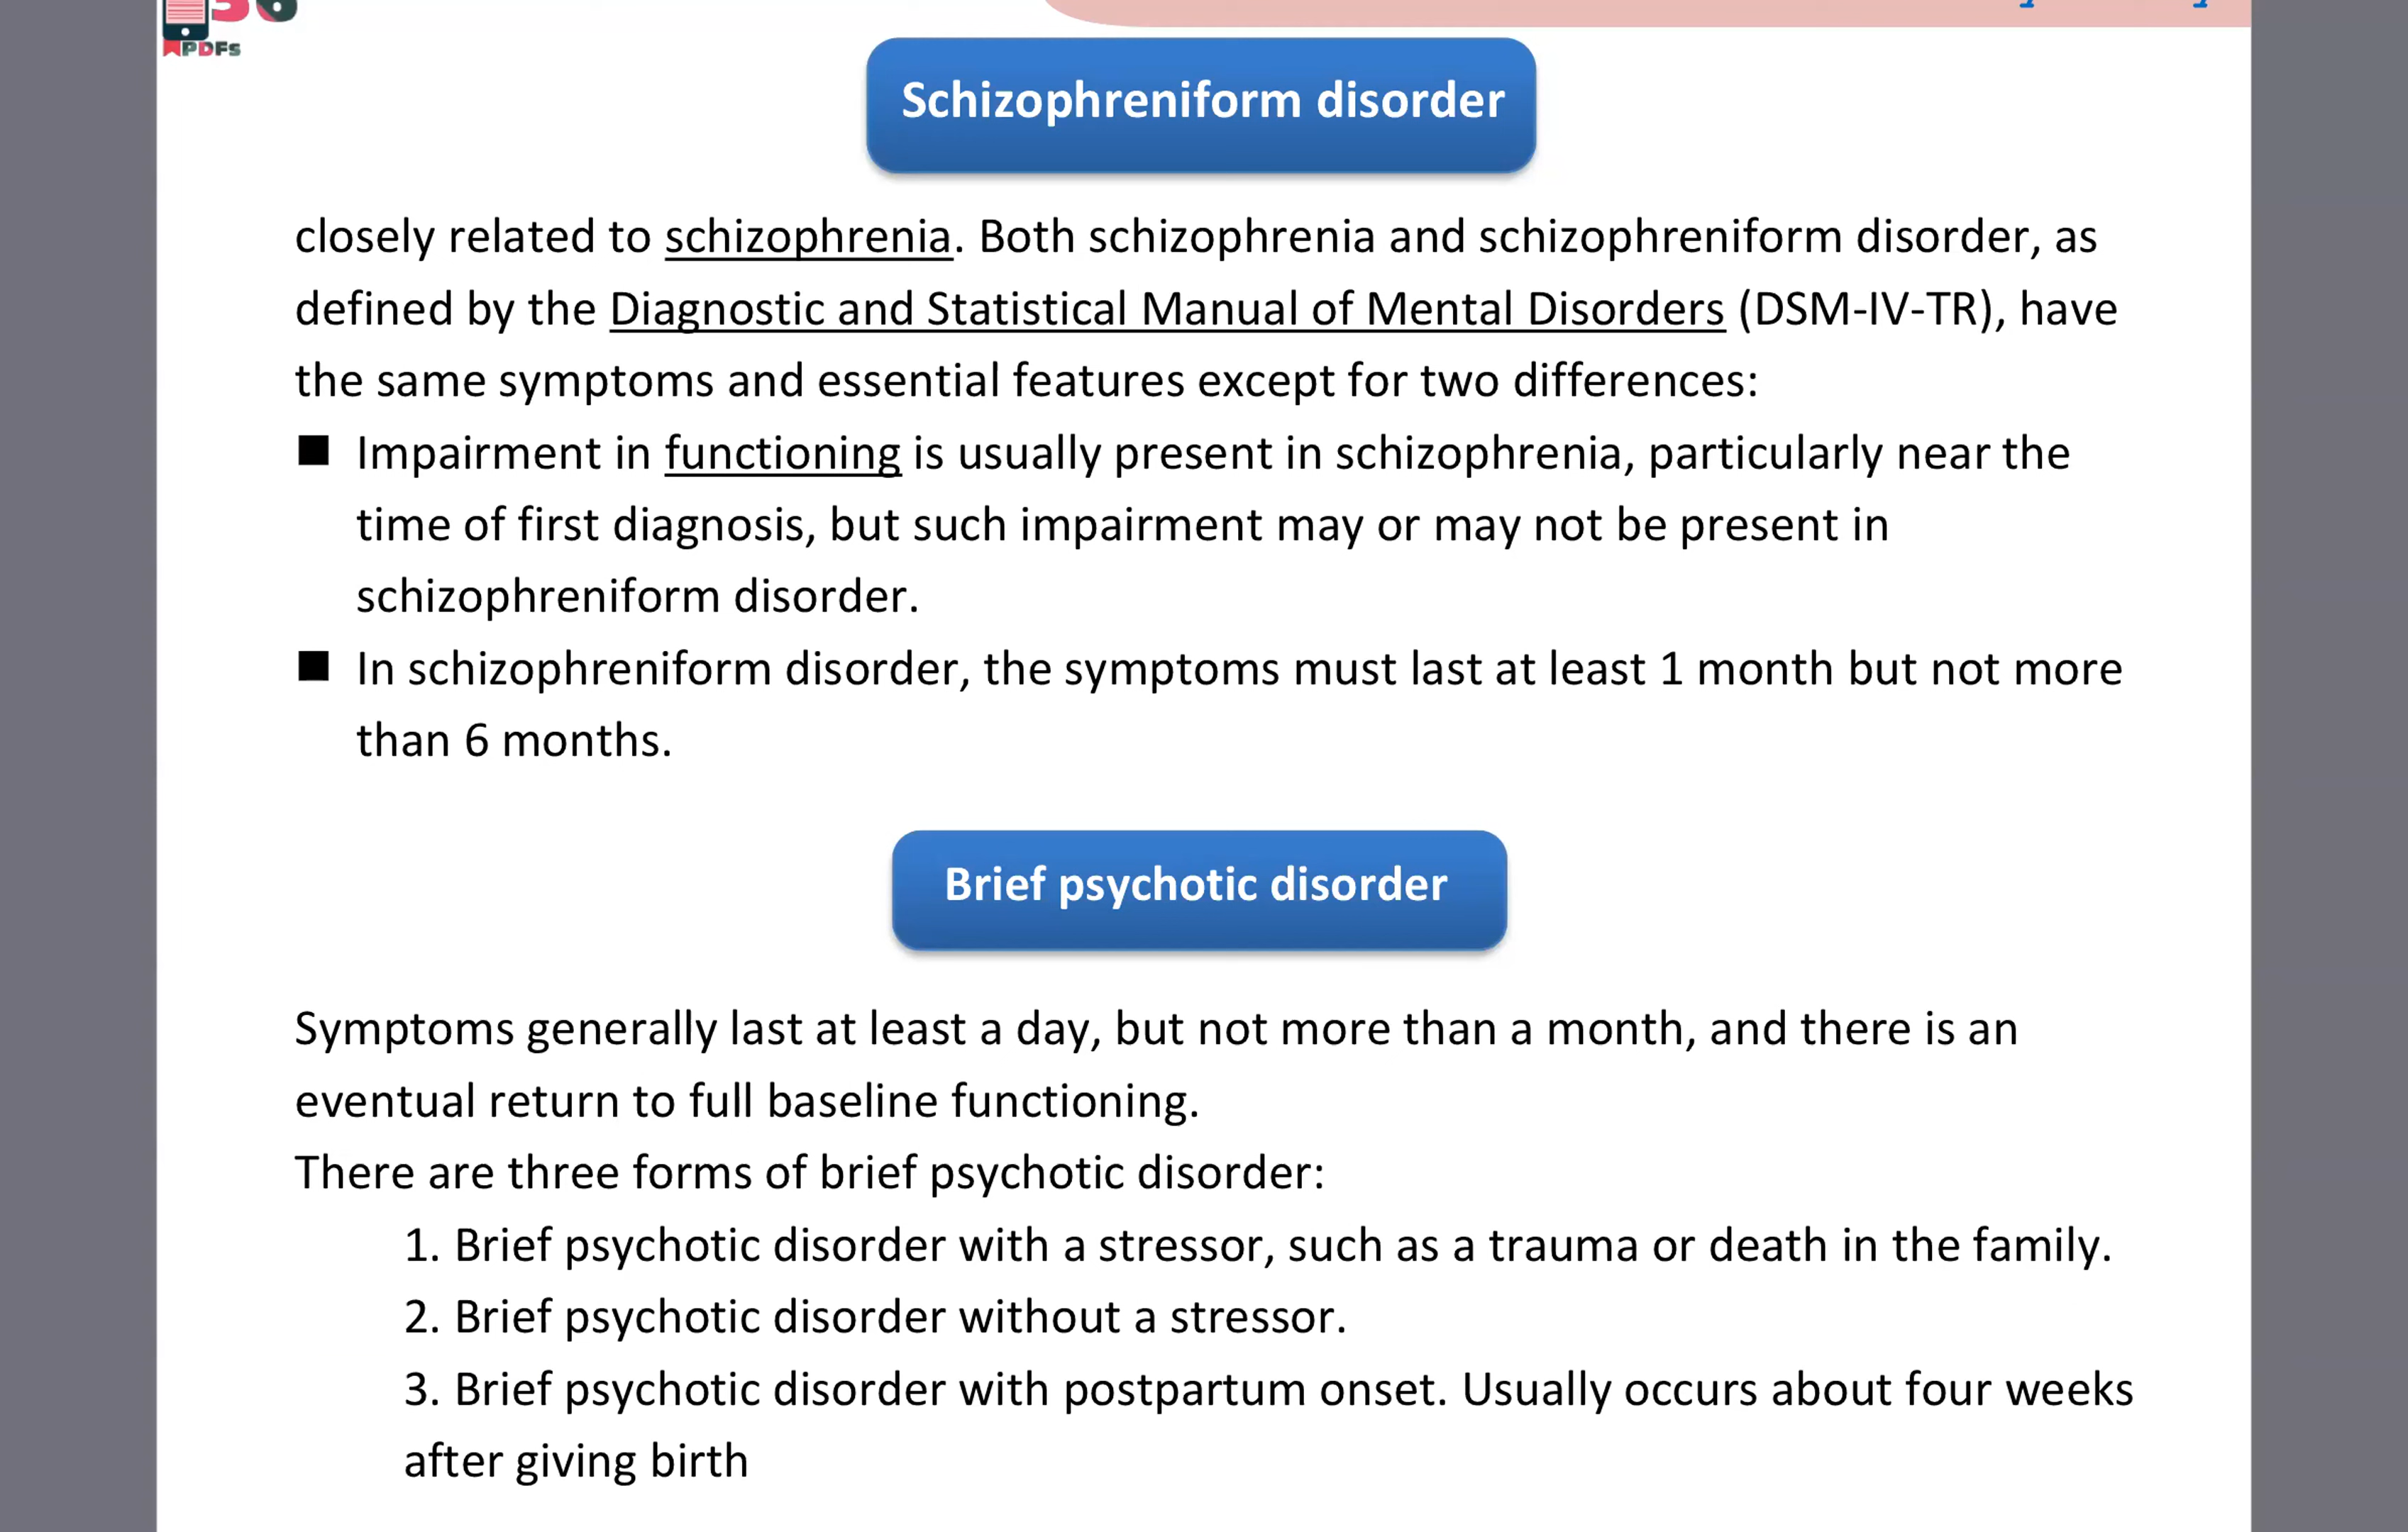 36
PDFs
Schizophreniform disorder
closely related to schizophrenia. Both schizophrenia and schizophreniform disorder, as
defined by the Diagnostic and Statistical Manual of Mental Disorders (DSM-IV-TR), have
the same symptoms and essential features except for two differences:
■ Impairment in functioning is usually present in schizophrenia, particularly near the
time of first diagnosis, but such impairment may or may not be present in
schizophreniform disorder.
■ In schizophreniform disorder, the symptoms must last at least 1 month but not more
than 6 months.
Brief psychotic disorder
Symptoms generally last at least a day, but not more than a month, and there is an
eventual return to full baseline functioning.
There are three forms of brief psychotic disorder:
1. Brief psychotic disorder with a stressor, such as a trauma or death in the family.
2. Brief psychotic disorder without a stressor.
3. Brief psychotic disorder with postpartum onset. Usually occurs about four weeks
after giving birth